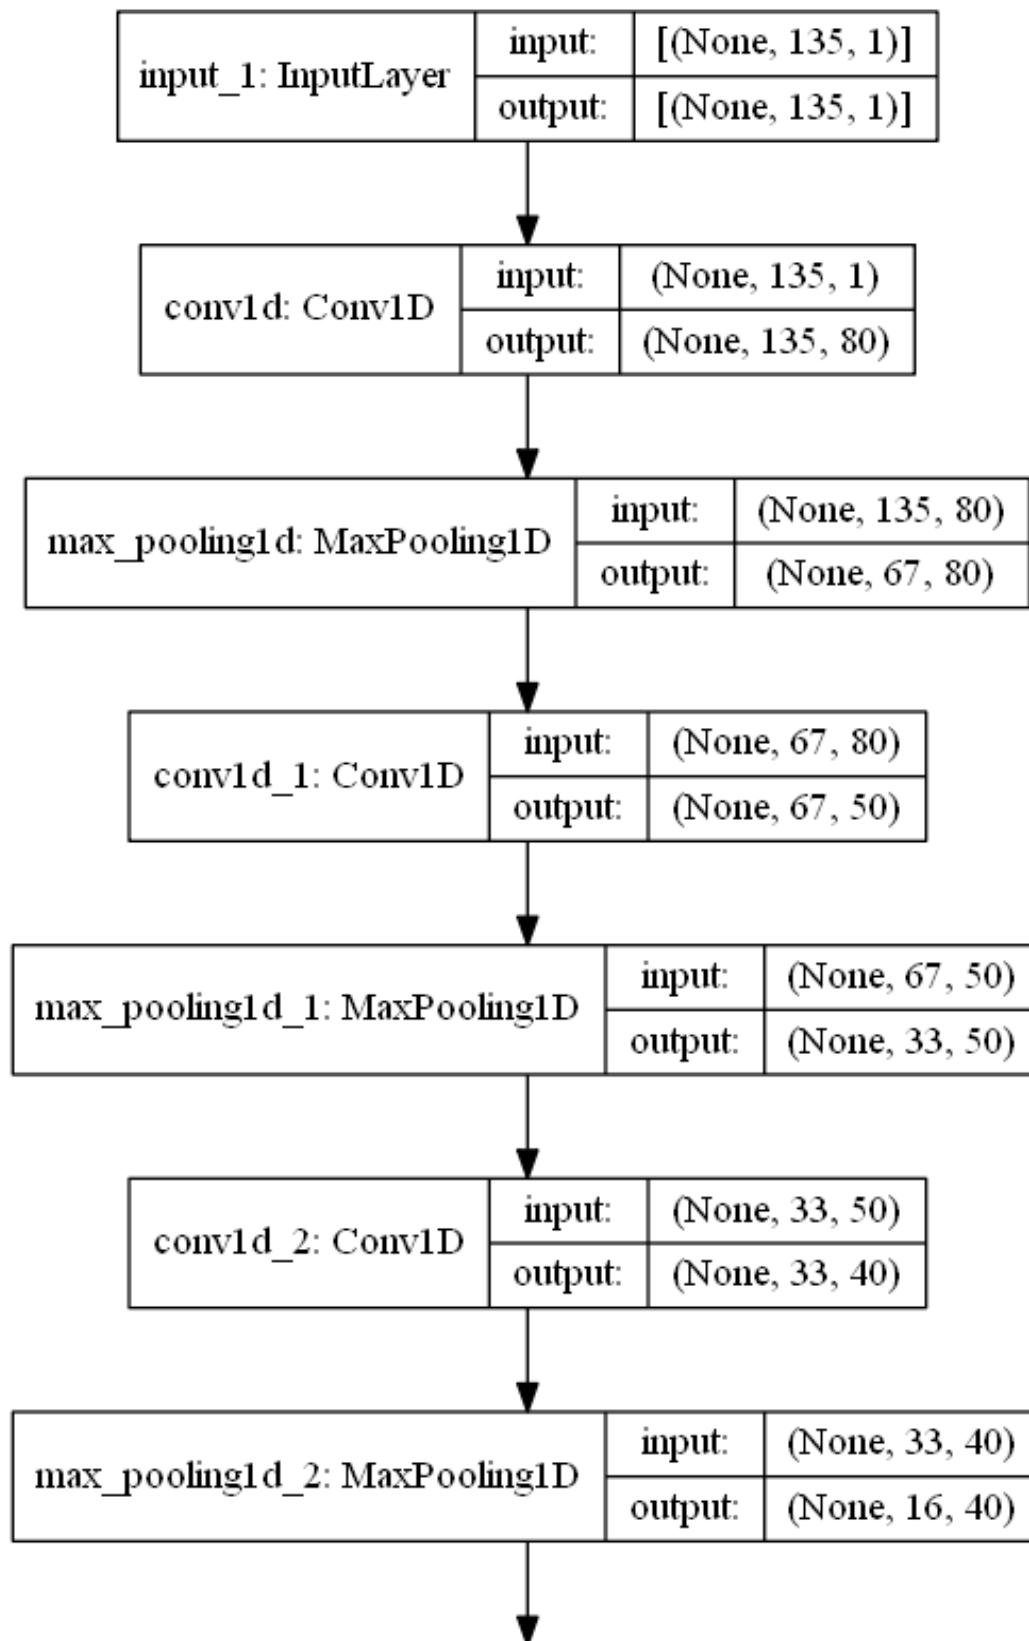 input_1: InputLayer
input: [(None, 135, 1)]
output: [(None, 135, 1)]
conv1d: Conv1D
input: (None, 135, 1)
output: (None, 135, 80)
max_pooling1d: MaxPooling1D
input: (None, 135, 80)
output: (None, 67, 80)
conv1d_1: Conv1D
input: (None, 67, 80)
output: (None, 67, 50)
max_pooling1d_1: MaxPooling1D
input: (None, 67, 50)
output: (None, 33, 50)
conv1d_2: Conv1D
input: (None, 33, 50)
output: (None, 33, 40)
max_pooling1d_2: MaxPooling1D
input: (None, 33, 40)
output: (None, 16, 40)